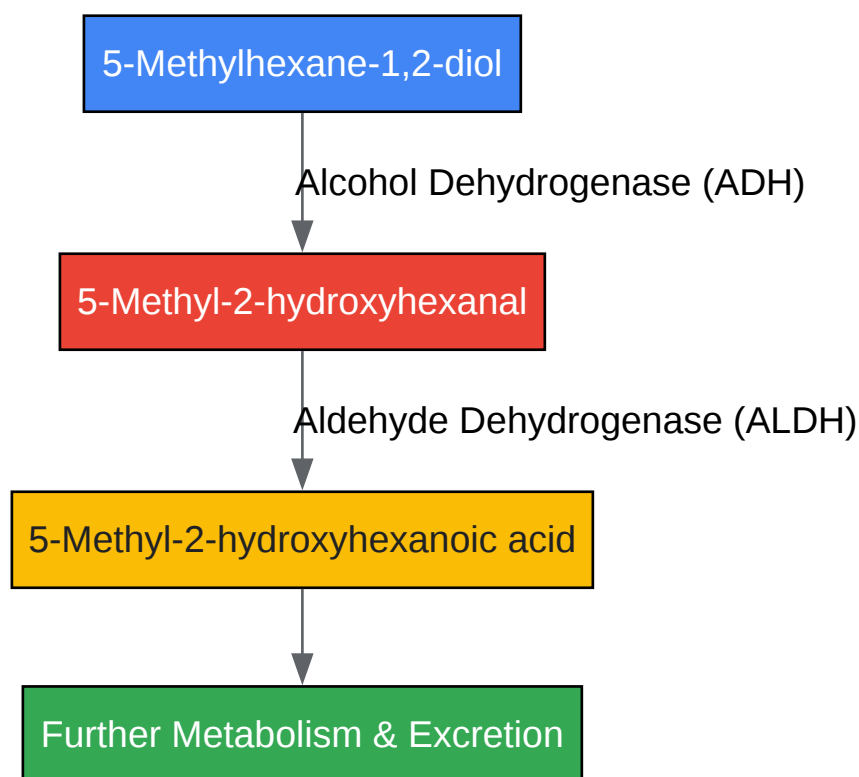 5-Methylhexane-1,2-diol
Alcohol Dehydrogenase (ADH)
5-Methyl-2-hydroxyhexanal
Aldehyde Dehydrogenase (ALDH)
5-Methyl-2-hydroxyhexanoic acid
Further Metabolism & Excretion